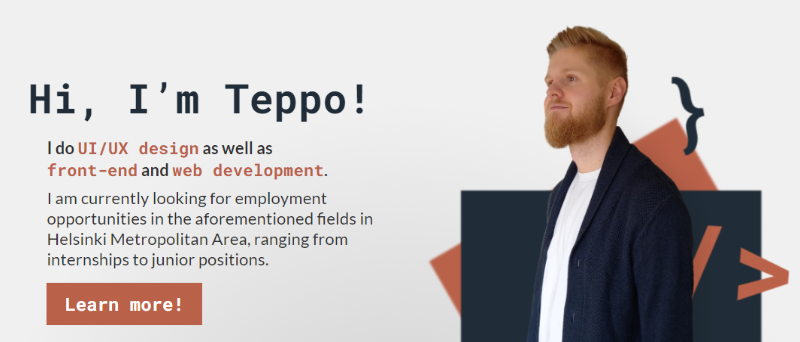 Hi, I’m Teppo!
I do UI/UX design as well as
front-end and web development.
I am currently looking for employment
opportunities in the aforementioned fields in
Helsinki Metropolitan Area, ranging from
internships to junior positions.
Learn more!
}
/>